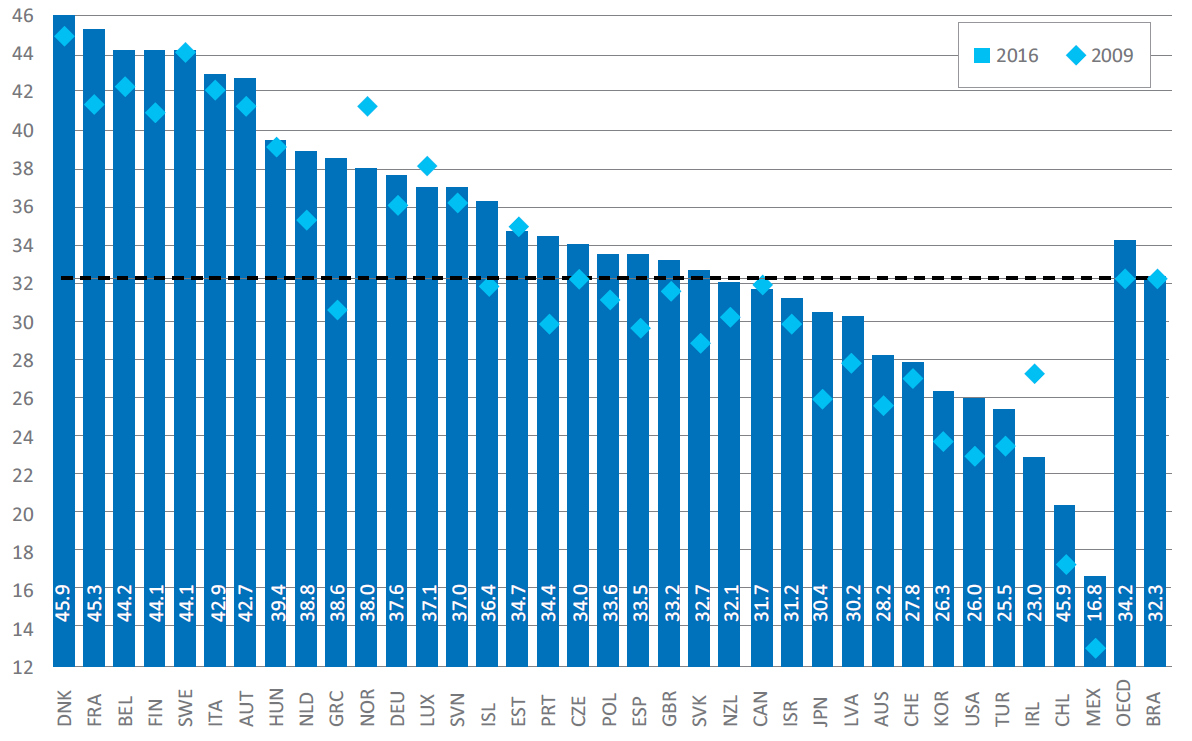 46
44
42
40
38
36
34
32
30
28
26
24
22
20
18
16
14
12
2016
2009
45.9
45.3
44.2
44.1
44.1
42.9
42.7
39.4
38.8
38.6
38.0
37.6
37.1
37.0
36.4
34.7
34.4
34.0
33.6
33.5
33.2
32.7
32.1
31.7
31.2
30.4
30.2
28.2
27.8
26.3
26.0
25.5
23.0
45.9
16.8
34.2
32.3
DNK
FRA
BEL
FIN
SWE
ITA
AUT
HUN
NLD
GRC
NOR
DEU
LUX
SVN
ISL
EST
PRT
CZE
POL
ESP
GBR
SVK
NZL
CAN
ISR
JPN
LVA
AUS
CHE
KOR
USA
TUR
IRL
CHL
MEX
OECD
BRA